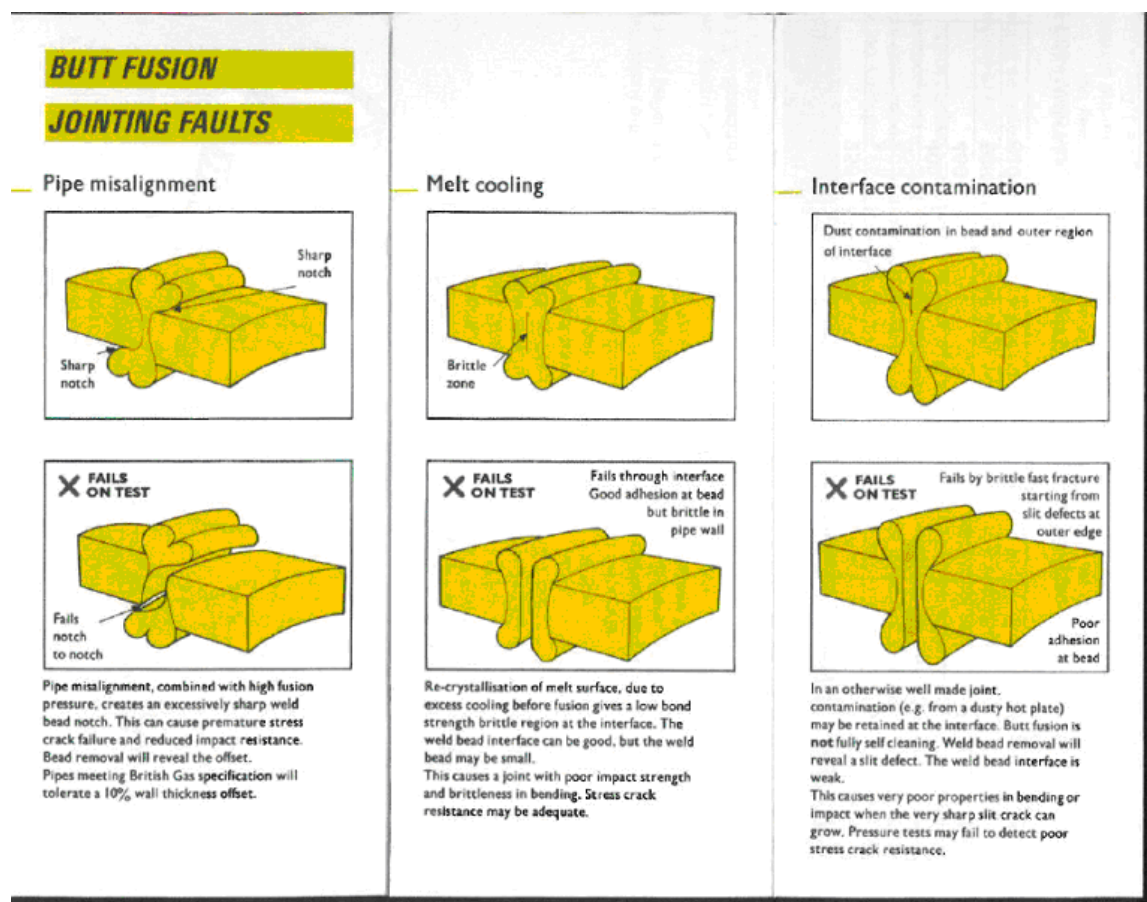 BUTT FUSION
JOINTING FAULTS
Pipe misalignment
Sharp
notch
Sharp
notch
FAILS
ON TEST
Fails
notch
to notch
Pipe misalignment, combined with high fusion
pressure, creates an excessively sharp weld
bead notch. This can cause premature stress
crack failure and reduced impact resistance.
Bead removal will reveal the offset.
Pipes meeting British Gas specification will
tolerate a 10% wall thickness offset.
Melt cooling
Brittle
zone
FAILS
ON TEST
Fails through interface
Good adhesion at bead
but brittle in
pipe wall
Re-crystallisation of melt surface, due to
excess cooling before fusion gives a low bond
strength brittle region at the interface. The
weld bead interface can be good, but the weld
bead may be small.
This causes a joint with poor impact strength
and brittleness in bending. Stress crack
resistance may be adequate.
Interface contamination
Dust contamination in bead and outer region
of interface
FAILS
ON TEST
Fails by brittle fast fracture
starting from
slit defects at
outer edge
Poor
adhesion
at bead
In an otherwise well made joint,
contamination (e.g. from a dusty hot plate)
may be retained at the interface. Butt fusion is
not fully self cleaning. Weld bead removal will
reveal a slit defect. The weld bead interface is
weak.
This causes very poor properties in bending or
impact when the very sharp slit crack can
grow. Pressure tests may fail to detect poor
stress crack resistance.